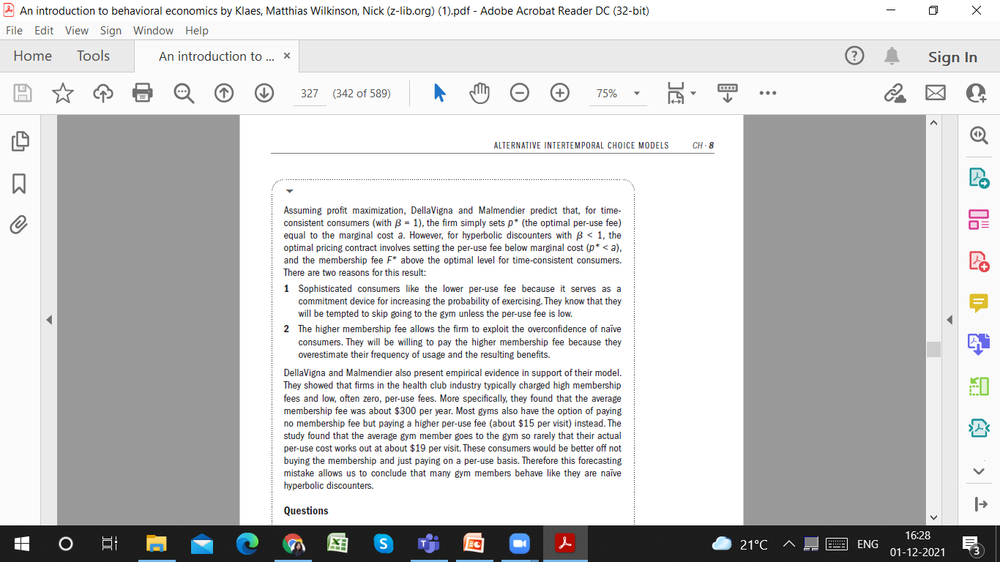 An introduction to behavioral economics by Klaes, Matthias Wilkinson, Nick (z-lib.org) (1).pdf - Adobe Acrobat Reader DC (32-bit)
File Edit View Sign Window Help
Home Tools An introduction to ... × Sign In
327 (342 of 589) 75%
ALTERNATIVE INTERTEMPORAL CHOICE MODELS CH - 8
Assuming profit maximization, DellaVigna and Malmendier predict that, for time-
consistent consumers (with β = 1), the firm simply sets p* (the optimal per-use fee)
equal to the marginal cost a. However, for hyperbolic discounters with β < 1, the
optimal pricing contract involves setting the per-use fee below marginal cost (p* < a),
and the membership fee F* above the optimal level for time-consistent consumers.
There are two reasons for this result:
1 Sophisticated consumers like the lower per-use fee because it serves as a
commitment device for increasing the probability of exercising. They know that they
will be tempted to skip going to the gym unless the per-use fee is low.
2 The higher membership fee allows the firm to exploit the overconfidence of naïve
consumers. They will be willing to pay the higher membership fee because they
overestimate their frequency of usage and the resulting benefits.
DellaVigna and Malmendier also present empirical evidence in support of their model.
They showed that firms in the health club industry typically charged high membership
fees and low, often zero, per-use fees. More specifically, they found that the average
membership fee was about $300 per year. Most gyms also have the option of paying
no membership fee but paying a higher per-use fee (about $15 per visit) instead. The
study found that the average gym member goes to the gym so rarely that their actual
per-use cost works out at about $19 per visit. These consumers would be better off not
buying the membership and just paying on a per-use basis. Therefore this forecasting
mistake allows us to conclude that many gym members behave like they are naïve
hyperbolic discounters.
Questions
21°C ENG 16:28
01-12-2021 3